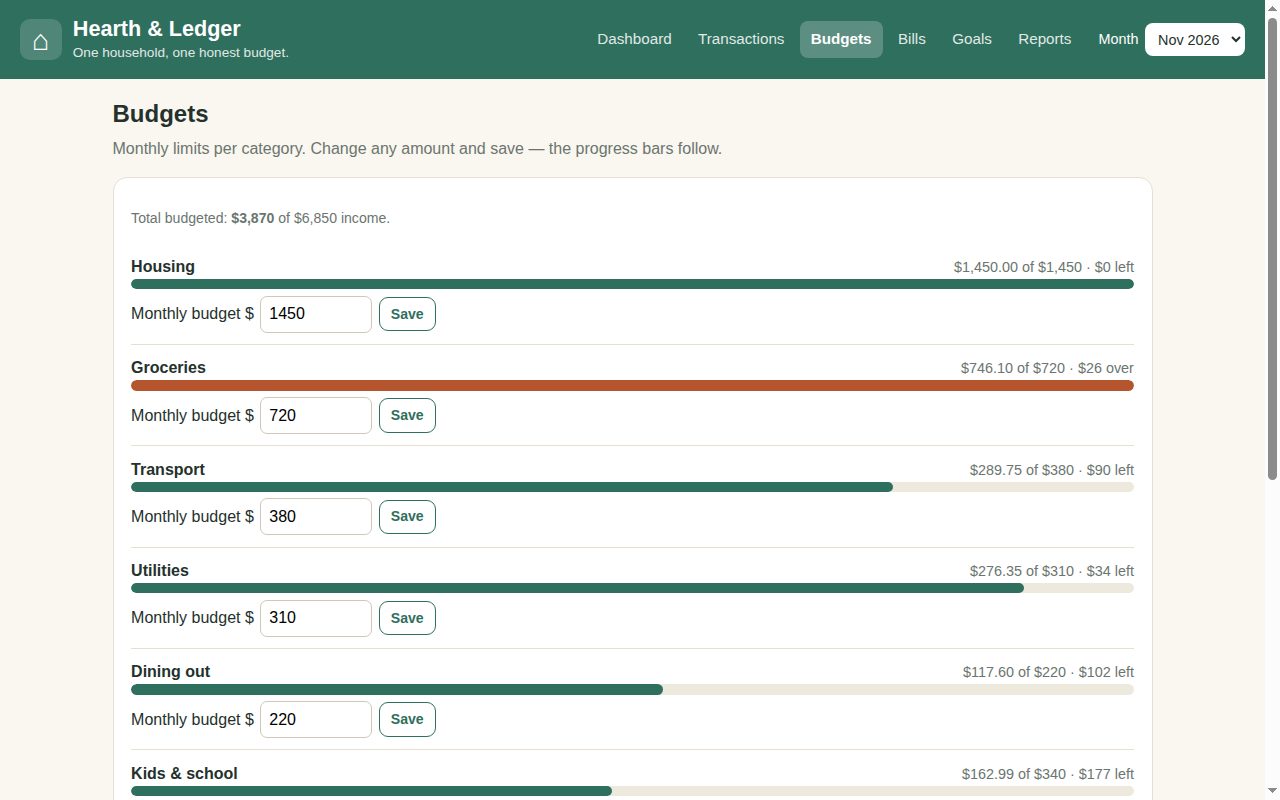 Hearth & Ledger
One household, one honest budget.
Dashboard Transactions Budgets Bills Goals Reports Month Nov 2026
Budgets
Monthly limits per category. Change any amount and save — the progress bars follow.
Total budgeted: $3,870 of $6,850 income.
Housing $1,450.00 of $1,450 · $0 left
Monthly budget $ 1450 Save
Groceries $746.10 of $720 · $26 over
Monthly budget $ 720 Save
Transport $289.75 of $380 · $90 left
Monthly budget $ 380 Save
Utilities $276.35 of $310 · $34 left
Monthly budget $ 310 Save
Dining out $117.60 of $220 · $102 left
Monthly budget $ 220 Save
Kids & school $162.99 of $340 · $177 left